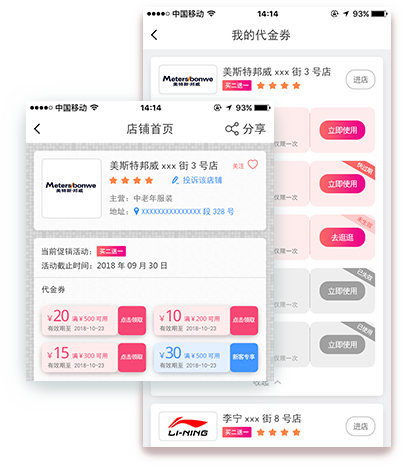 中国移动 14:14 93%
我的代金券
Metersbonwe
美特斯·邦威
美斯特邦威 xxx 街 3 号店
买二送一
进店
仅限一次
立即使用
快过期
仅限一次
立即使用
仅限一次
去逛逛
已失效
仅限一次
立即使用
已使用
仅限一次
立即使用
收起
LI-NING
李宁 xxx 街 8 号店
买二送一
进店
中国移动 14:14 93%
店铺首页
分享
Metersbonwe
美特斯·邦威
美斯特邦威 xxx 街 3 号店
关注
投诉该店铺
主营：中老年服装
地址： XXXXXXXXXXXXXXX 段 328 号
当前促销活动： 买二送一
活动截止时间：2018 年 09 月 30 日
代金券
￥20 满￥500 可用
有效期至 2018-10-23
点击领取
￥10 满￥200 可用
有效期至 2018-10-23
点击领取
￥15 满￥300 可用
有效期至 2018-10-23
点击领取
￥30 满￥500 可用
有效期至 2018-10-23
新客专享